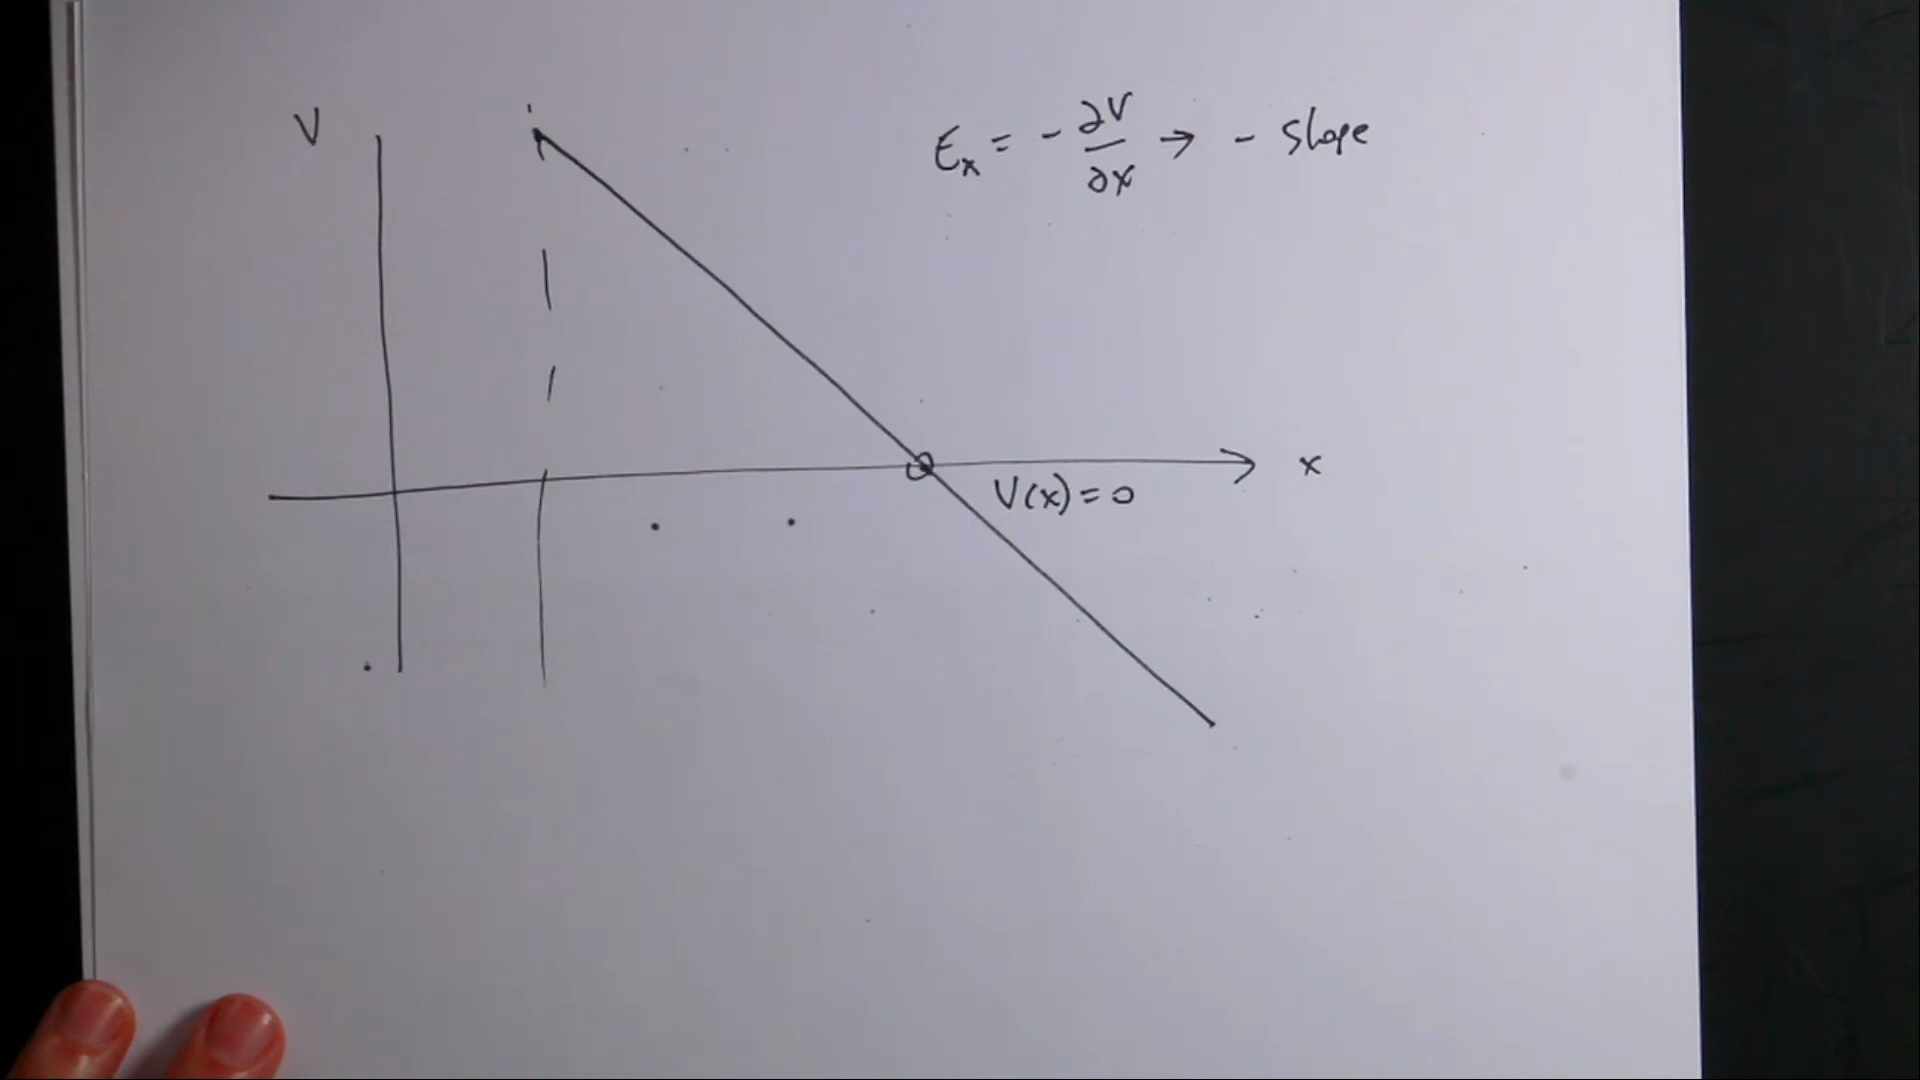 V
Eₓ = - ∂V/∂x → - slope
x
V(x) = 0